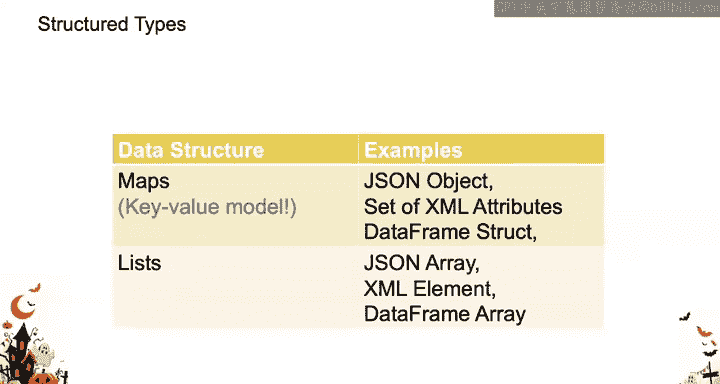 Structured Types
Data Structure
Examples
Maps
(Key-value model!)
JSON Object,
Set of XML Attributes
DataFrame Struct,
Lists
JSON Array,
XML Element,
DataFrame Array